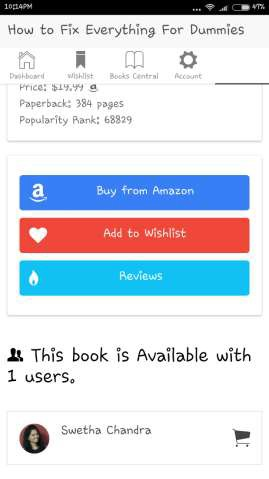 10:14PM
47%
How to Fix Everything For Dummies
Dashboard Wishlist Books Central Account
Price: $19.99
Paperback: 384 pages
Popularity Rank: 68829
Buy from Amazon
Add to Wishlist
Reviews
This book is Available with
1 users.
Swetha Chandra